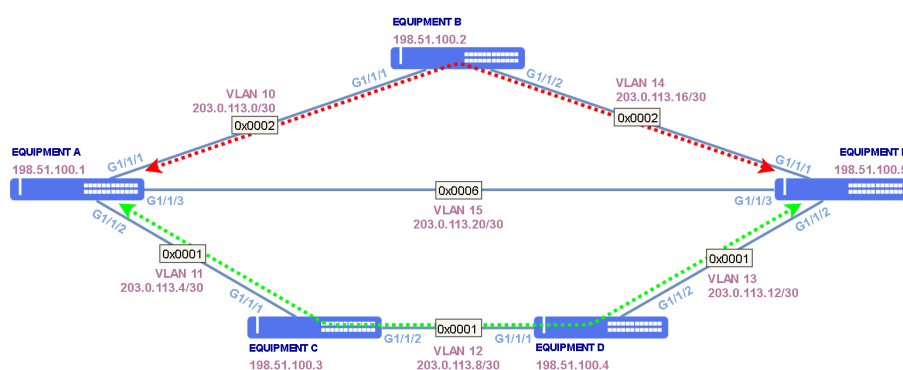 EQUIPMENT B
198.51.100.2
G1/1/1
G1/1/2
VLAN 10
203.0.113.0/30
VLAN 14
203.0.113.16/30
0x0002
0x0002
EQUIPMENT A
198.51.100.1
G1/1/1
G1/1/1
EQUIPMENT
198.51.100.5
G1/1/3
0x0006
G1/1/3
VLAN 15
203.0.113.20/30
G1/1/2
G1/1/2
0x0001
VLAN 11
203.0.113.4/30
0x0001
VLAN 13
203.0.113.12/30
G1/1/1
G1/1/2
EQUIPMENT C
198.51.100.3
G1/1/2
0x0001
G1/1/1
VLAN 12
203.0.113.8/30
EQUIPMENT D
198.51.100.4